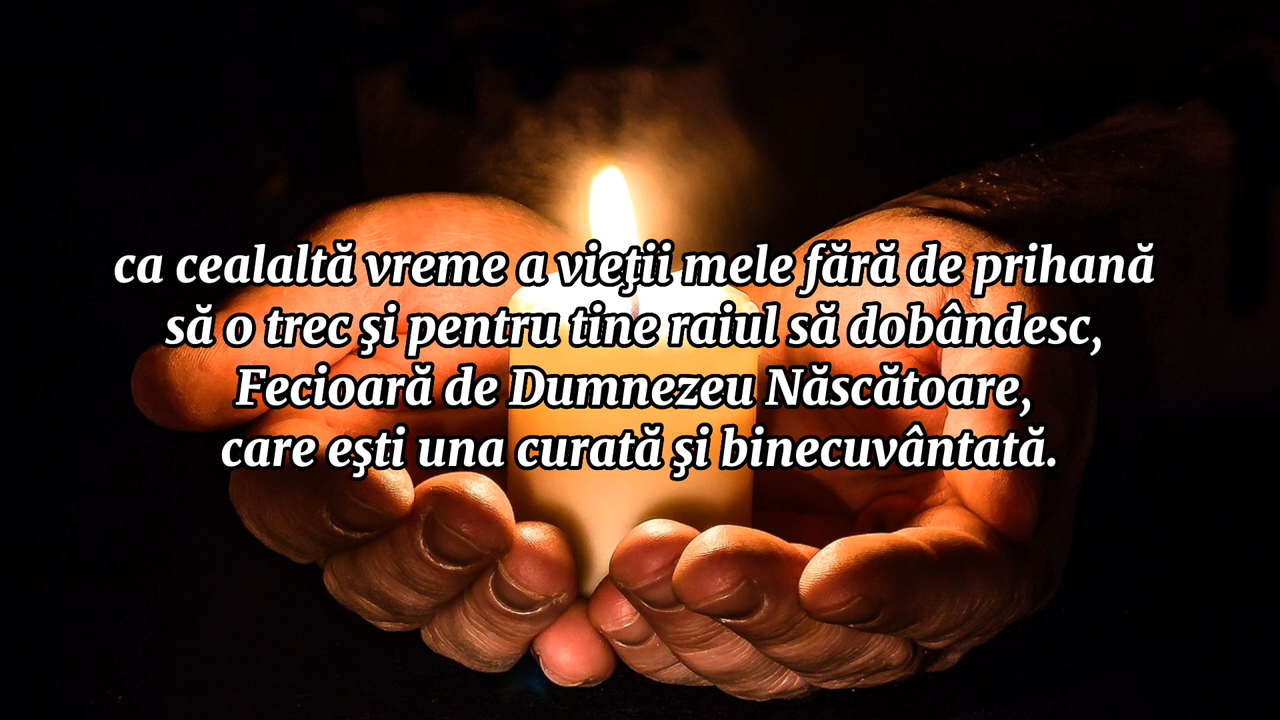 ca cealaltă vreme a vieţii mele fără de prihană
să o trec şi pentru tine raiul să dobândesc,
Fecioară de Dumnezeu Născătoare,
care eşti una curată şi binecuvântată.